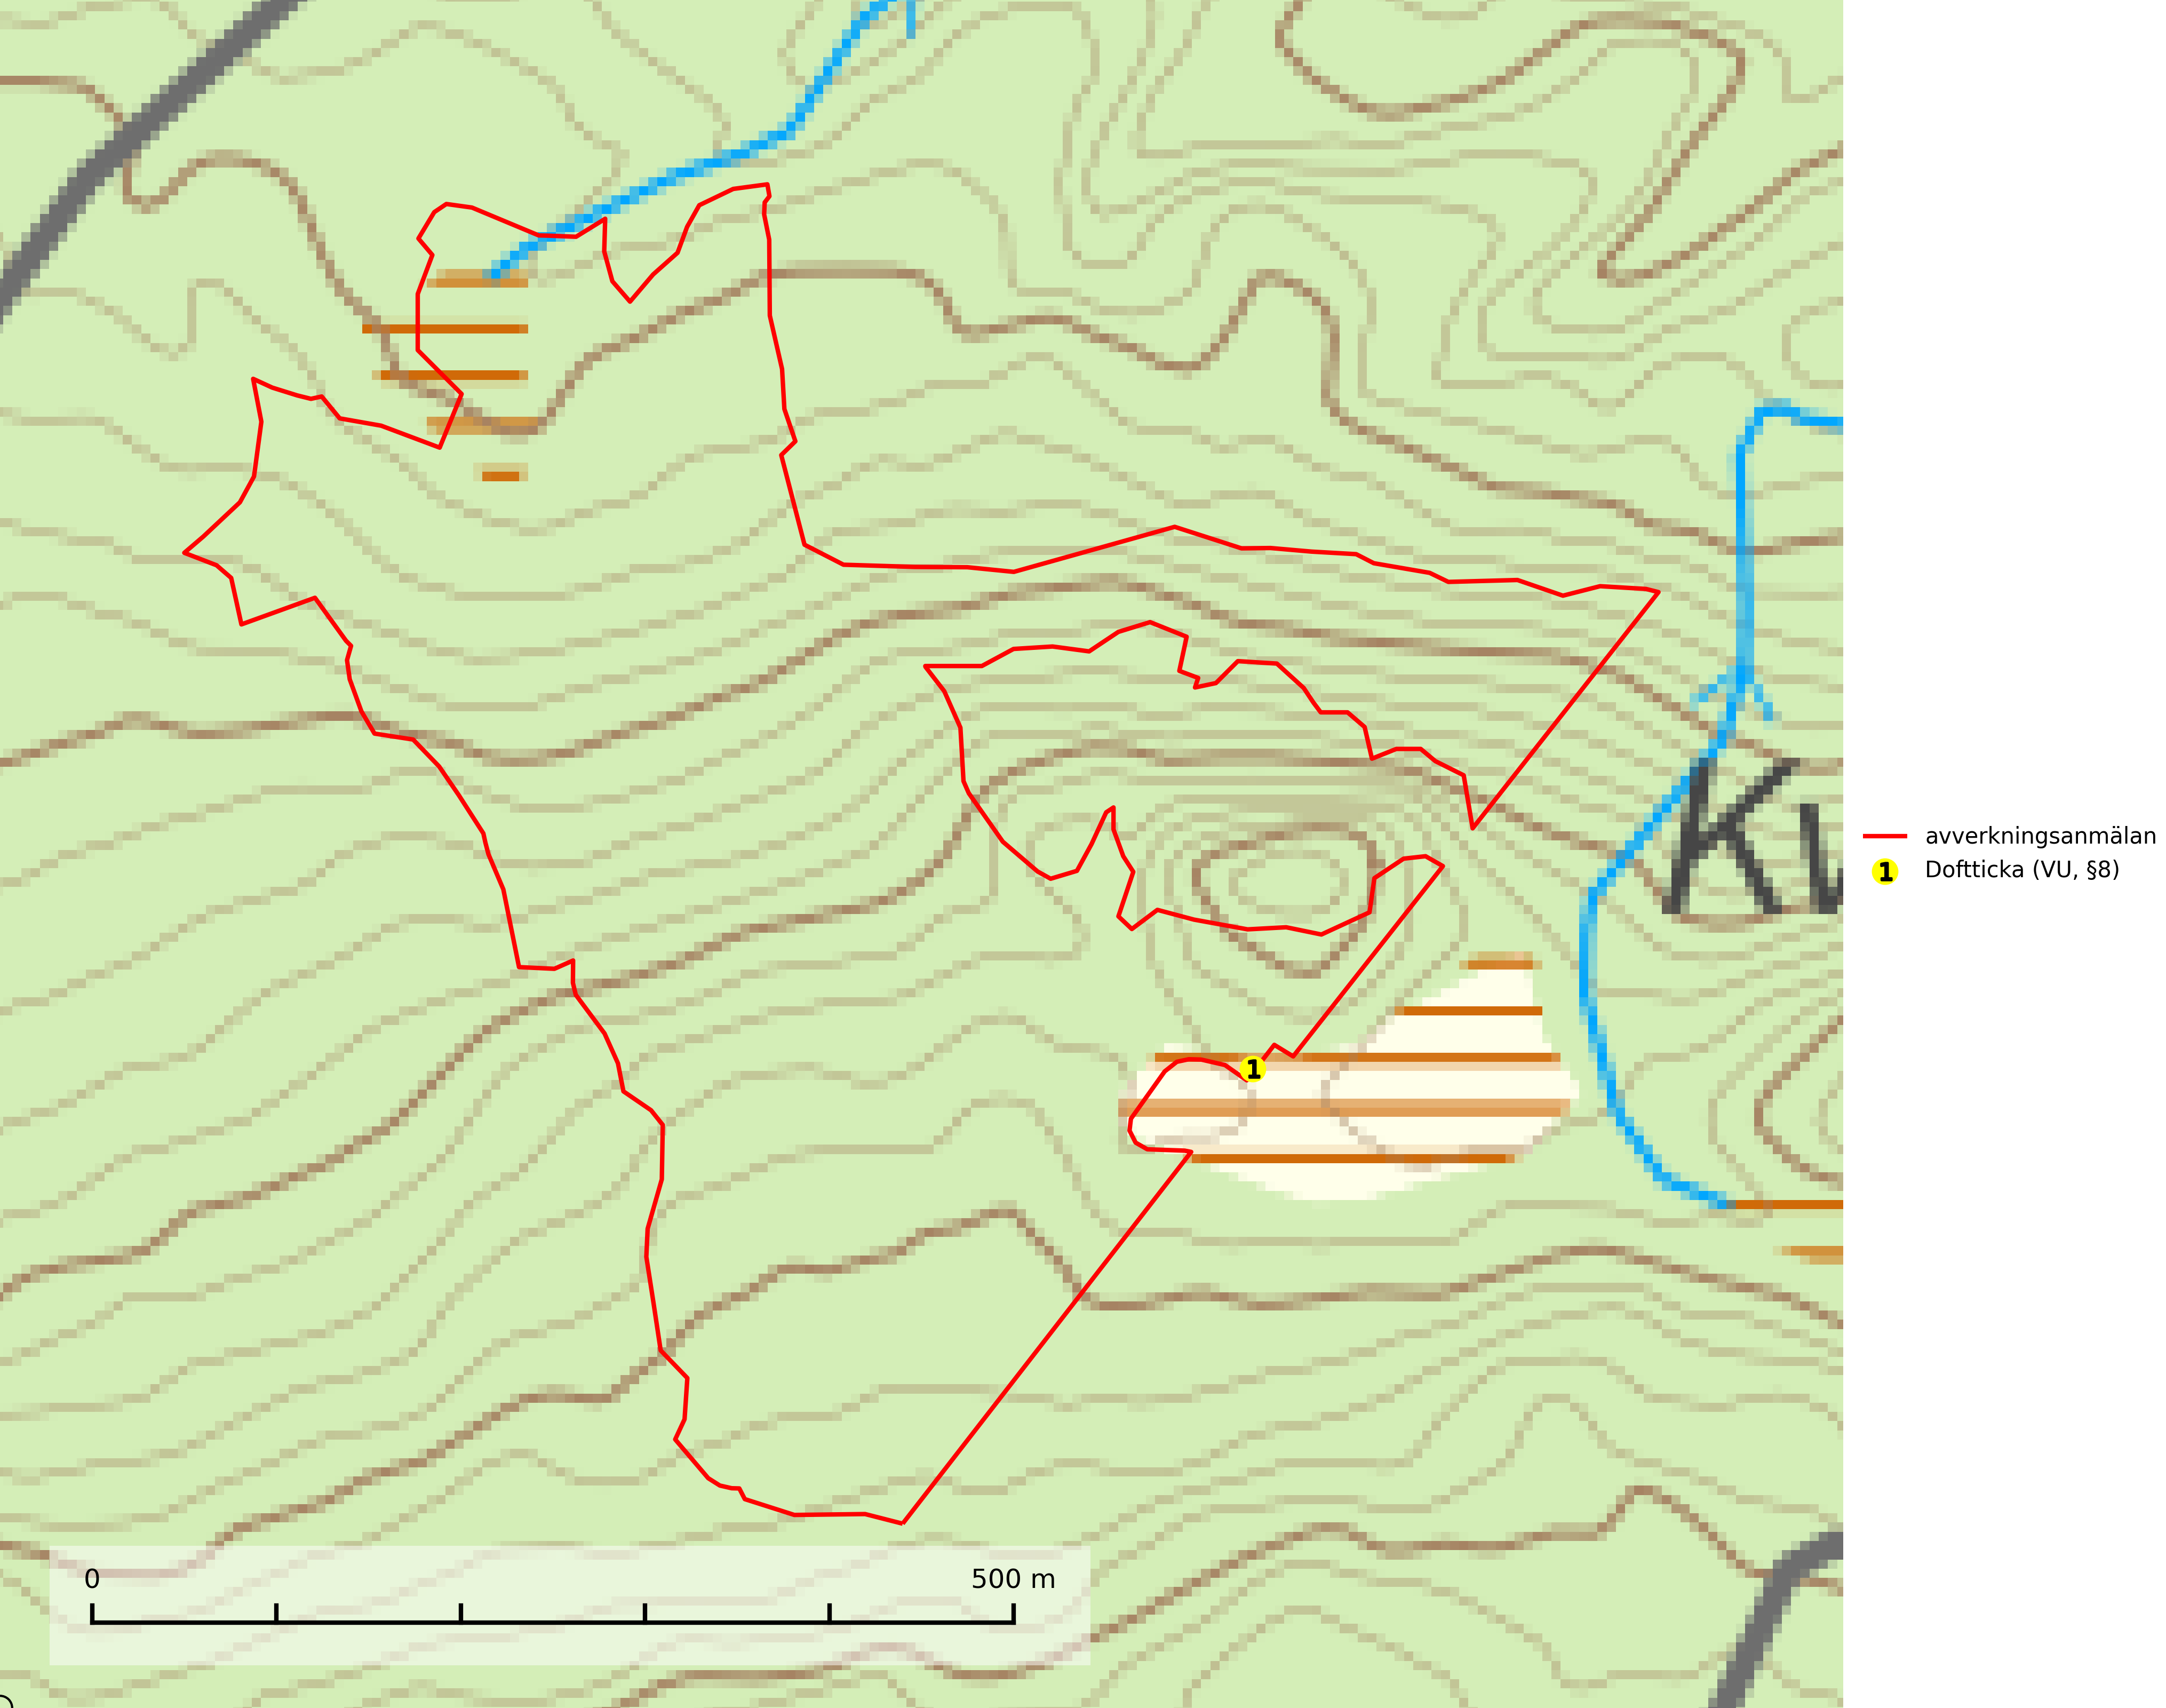 avverkningsanmälan
1 Doftticka (VU, §8)
1
0 500 m